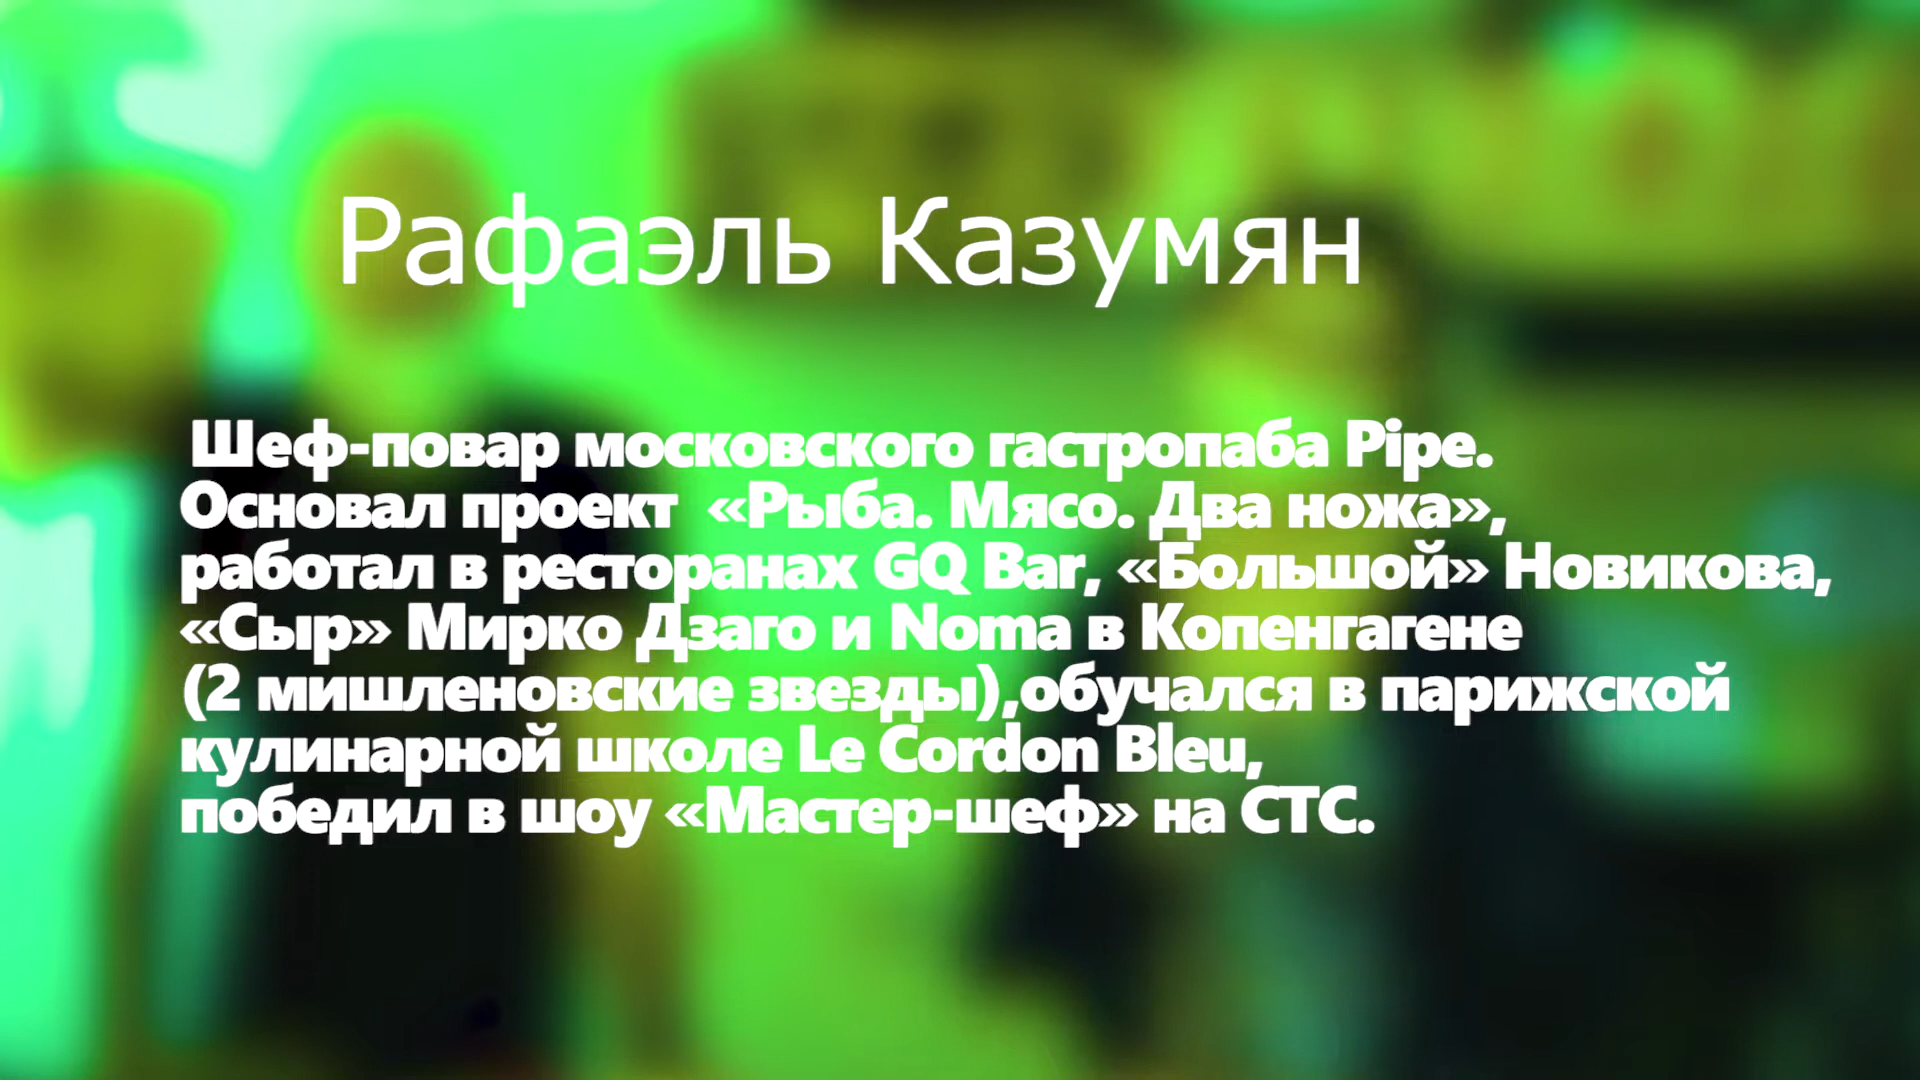 Рафаэль Казумян
Шеф-повар московского гастропаба Pipe.
Основал проект «Рыба. Мясо. Два ножа»,
работал в ресторанах GQ Bar, «Большой» Новикова,
«Сыр» Мирко Дзаго и Noma в Копенгагене
(2 мишленовские звезды),обучался в парижской
кулинарной школе Le Cordon Bleu,
победил в шоу «Мастер-шеф» на СТС.